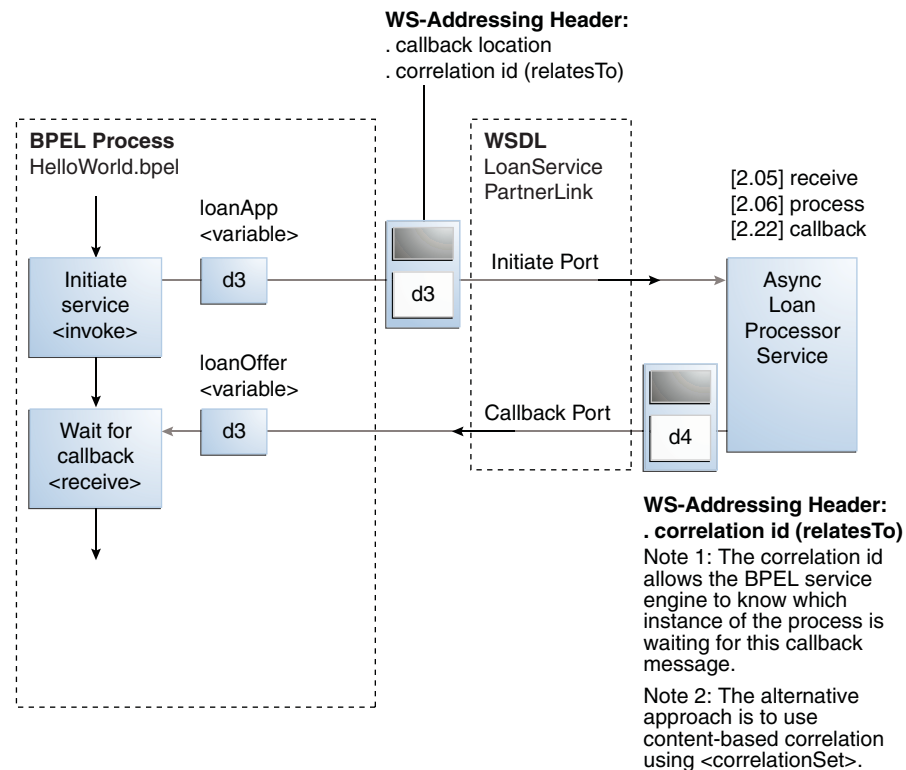 WS-Addressing Header:
. callback location
. correlation id (relatesTo)
BPEL Process
HelloWorld.bpel
WSDL
LoanService
PartnerLink
[2.05] receive
[2.06] process
[2.22] callback
loanApp
<variable>
Initiate
service
<invoke>
d3
d3
Initiate Port
Async
Loan
Processor
Service
loanOffer
<variable>
Wait for
callback
<receive>
d3
Callback Port
d4
WS-Addressing Header:
. correlation id (relatesTo)
Note 1: The correlation id
allows the BPEL service
engine to know which
instance of the process is
waiting for this callback
message.
Note 2: The alternative
approach is to use
content-based correlation
using <correlationSet>.